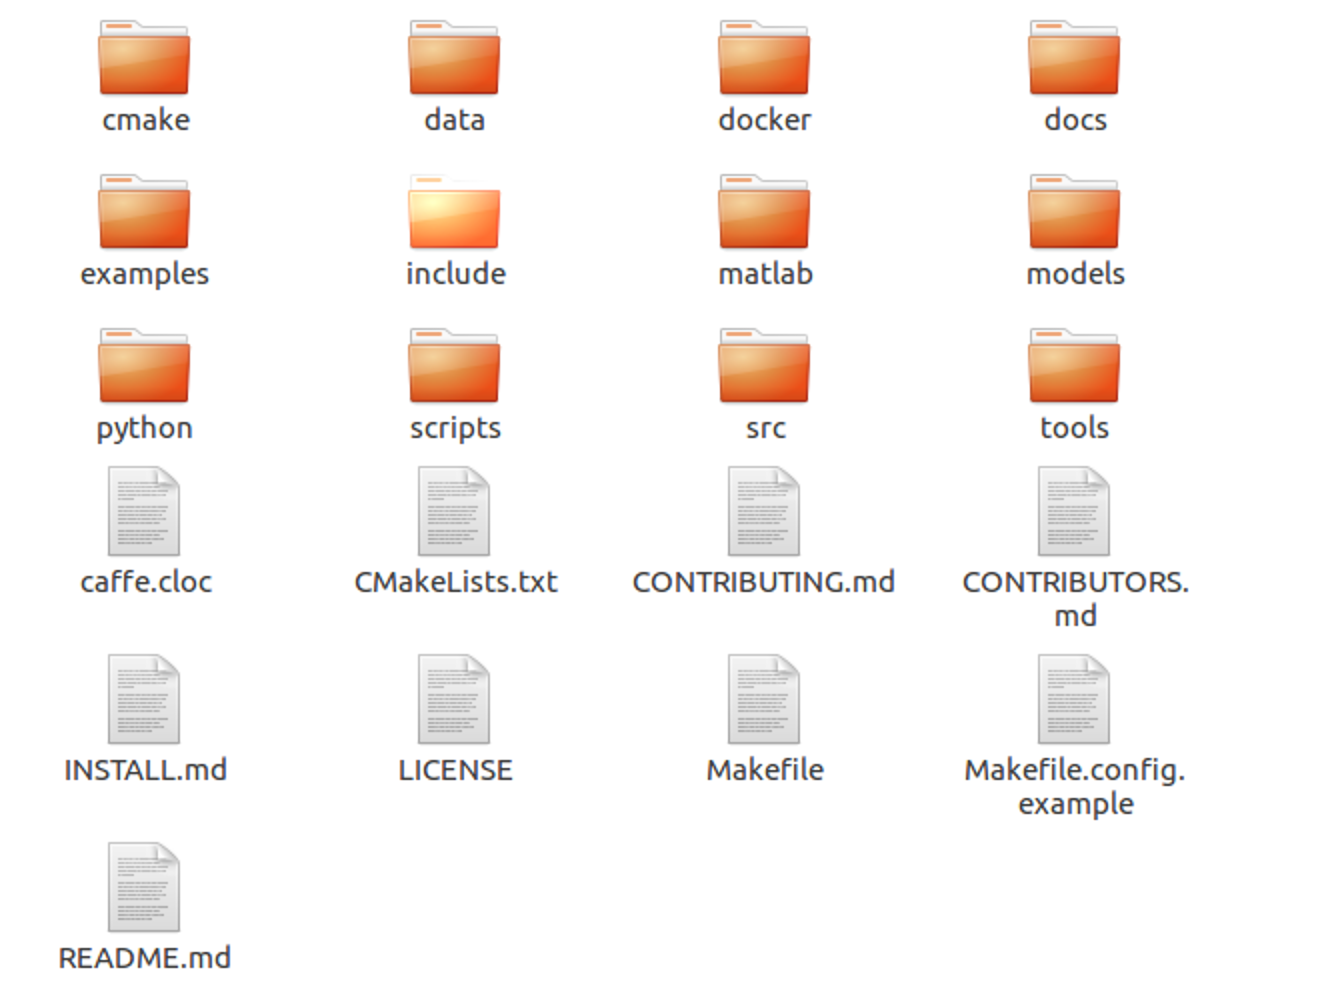 cmake
data
docker
docs
examples
include
matlab
models
python
scripts
src
tools
caffe.cloc
CMakeLists.txt
CONTRIBUTING.md
CONTRIBUTORS.
md
INSTALL.md
LICENSE
Makefile
Makefile.config.
example
README.md